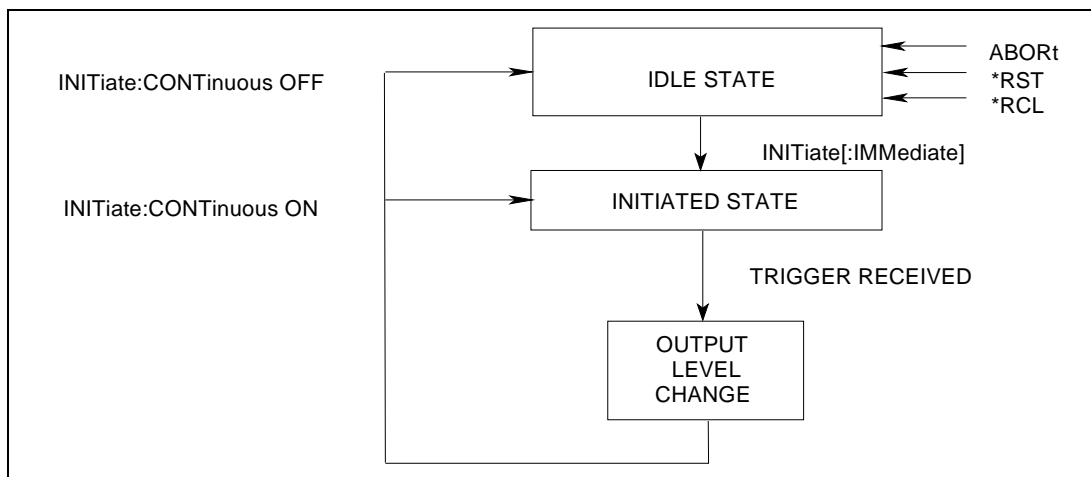 ABORt
INITiate:CONTinuous OFF
IDLE STATE
*RST
*RCL
INITiate[:IMMediate]
INITiate:CONTinuous ON
INITIATED STATE
TRIGGER RECEIVED
OUTPUT
LEVEL
CHANGE